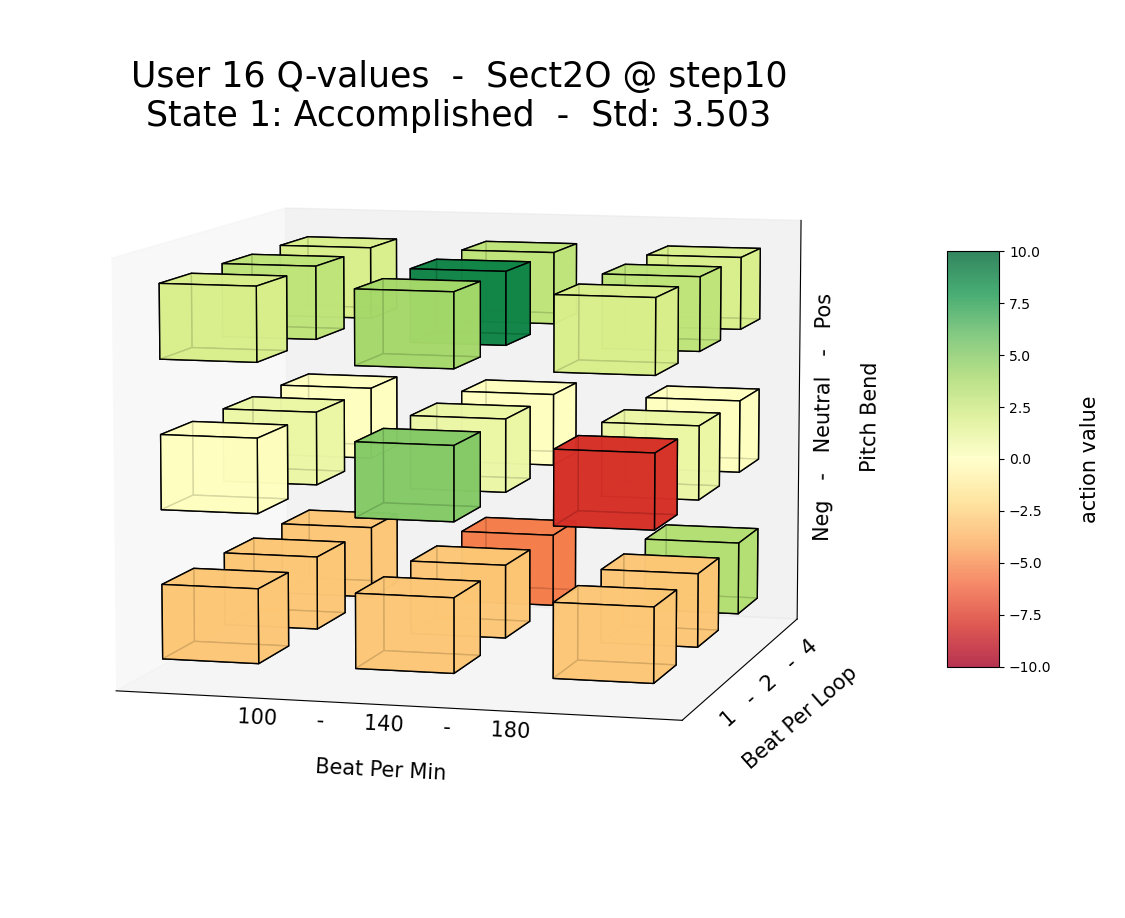 User 16 Q-values  -  Sect2O @ step10
State 1: Accomplished  -  Std: 3.503
Neg   -   Neutral   -   Pos
Pitch Bend
100   -   140   -   180
Beat Per Min
1  -  2  -  4
Beat Per Loop
10.0
7.5
5.0
2.5
0.0
−2.5
−5.0
−7.5
−10.0
action value